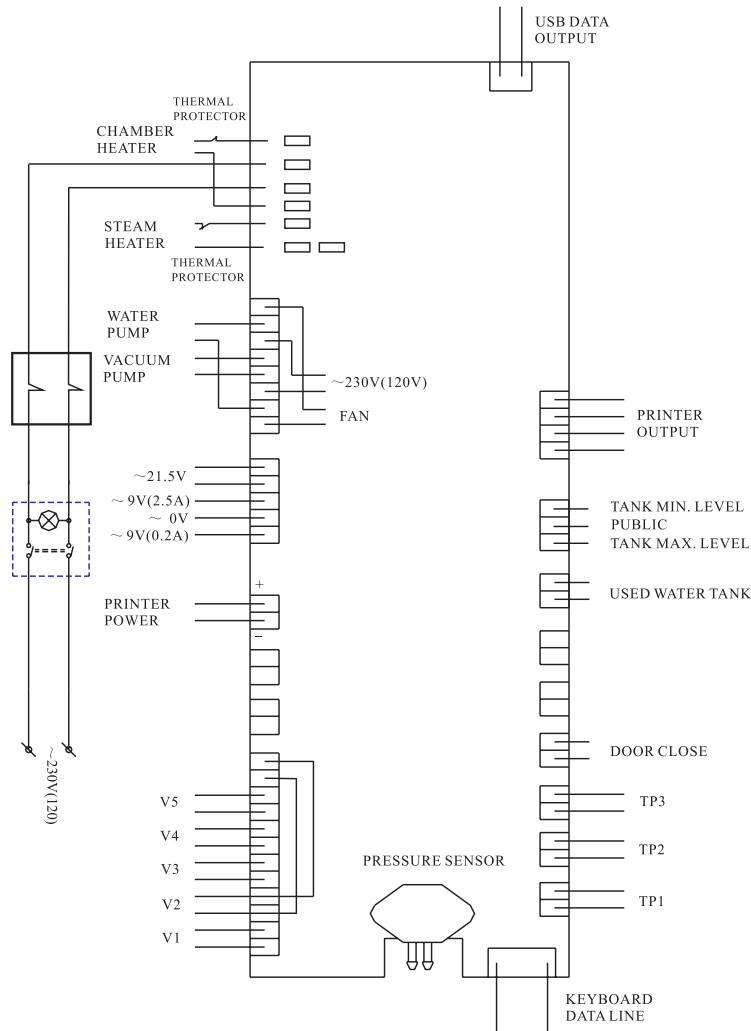 USB DATA
OUTPUT
THERMAL
PROTECTOR
CHAMBER
HEATER
STEAM
HEATER
THERMAL
PROTECTOR
WATER
PUMP
VACUUM
PUMP
~230V(120V)
FAN
PRINTER
OUTPUT
~21.5V
~9V(2.5A)
~ 0V
~9V(0.2A)
TANK MIN. LEVEL
PUBLIC
TANK MAX. LEVEL
USED WATER TANK
+
PRINTER
POWER
−
DOOR CLOSE
~230V(120)
V5
V4
V3
V2
V1
TP3
TP2
TP1
PRESSURE SENSOR
KEYBOARD
DATA LINE